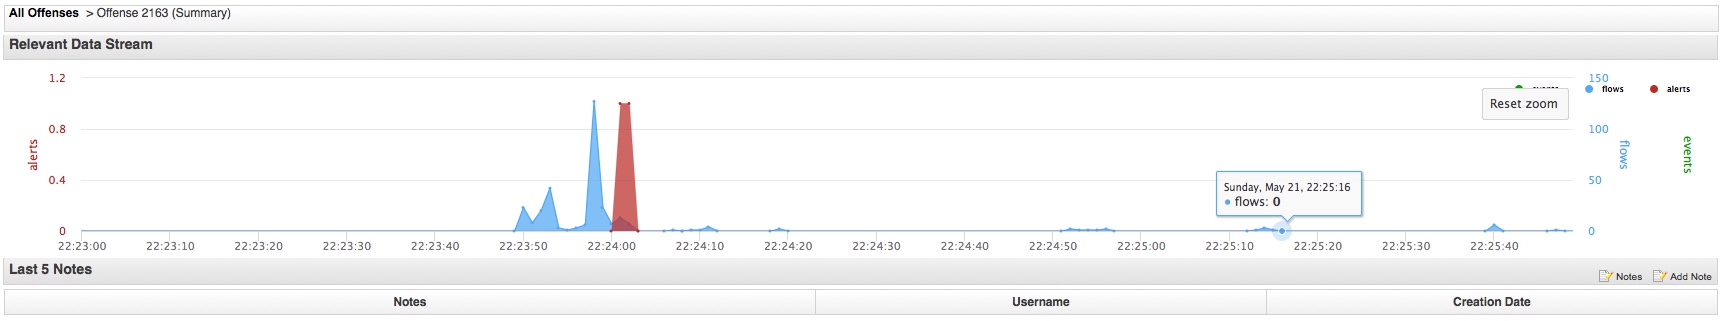 All Offenses > Offense 2163 (Summary)
Relevant Data Stream
1.2
150
flows
alerts
Reset zoom
0.8
100
alerts
flows
events
0.4
50
Sunday, May 21, 22:25:16
flows: 0
0
0
22:23:00 22:23:10 22:23:20 22:23:30 22:23:40 22:23:50 22:24:00 22:24:10 22:24:20 22:24:30 22:24:40 22:24:50 22:25:00 22:25:10 22:25:20 22:25:30 22:25:40
Last 5 Notes
Notes Add Note
Notes Username Creation Date